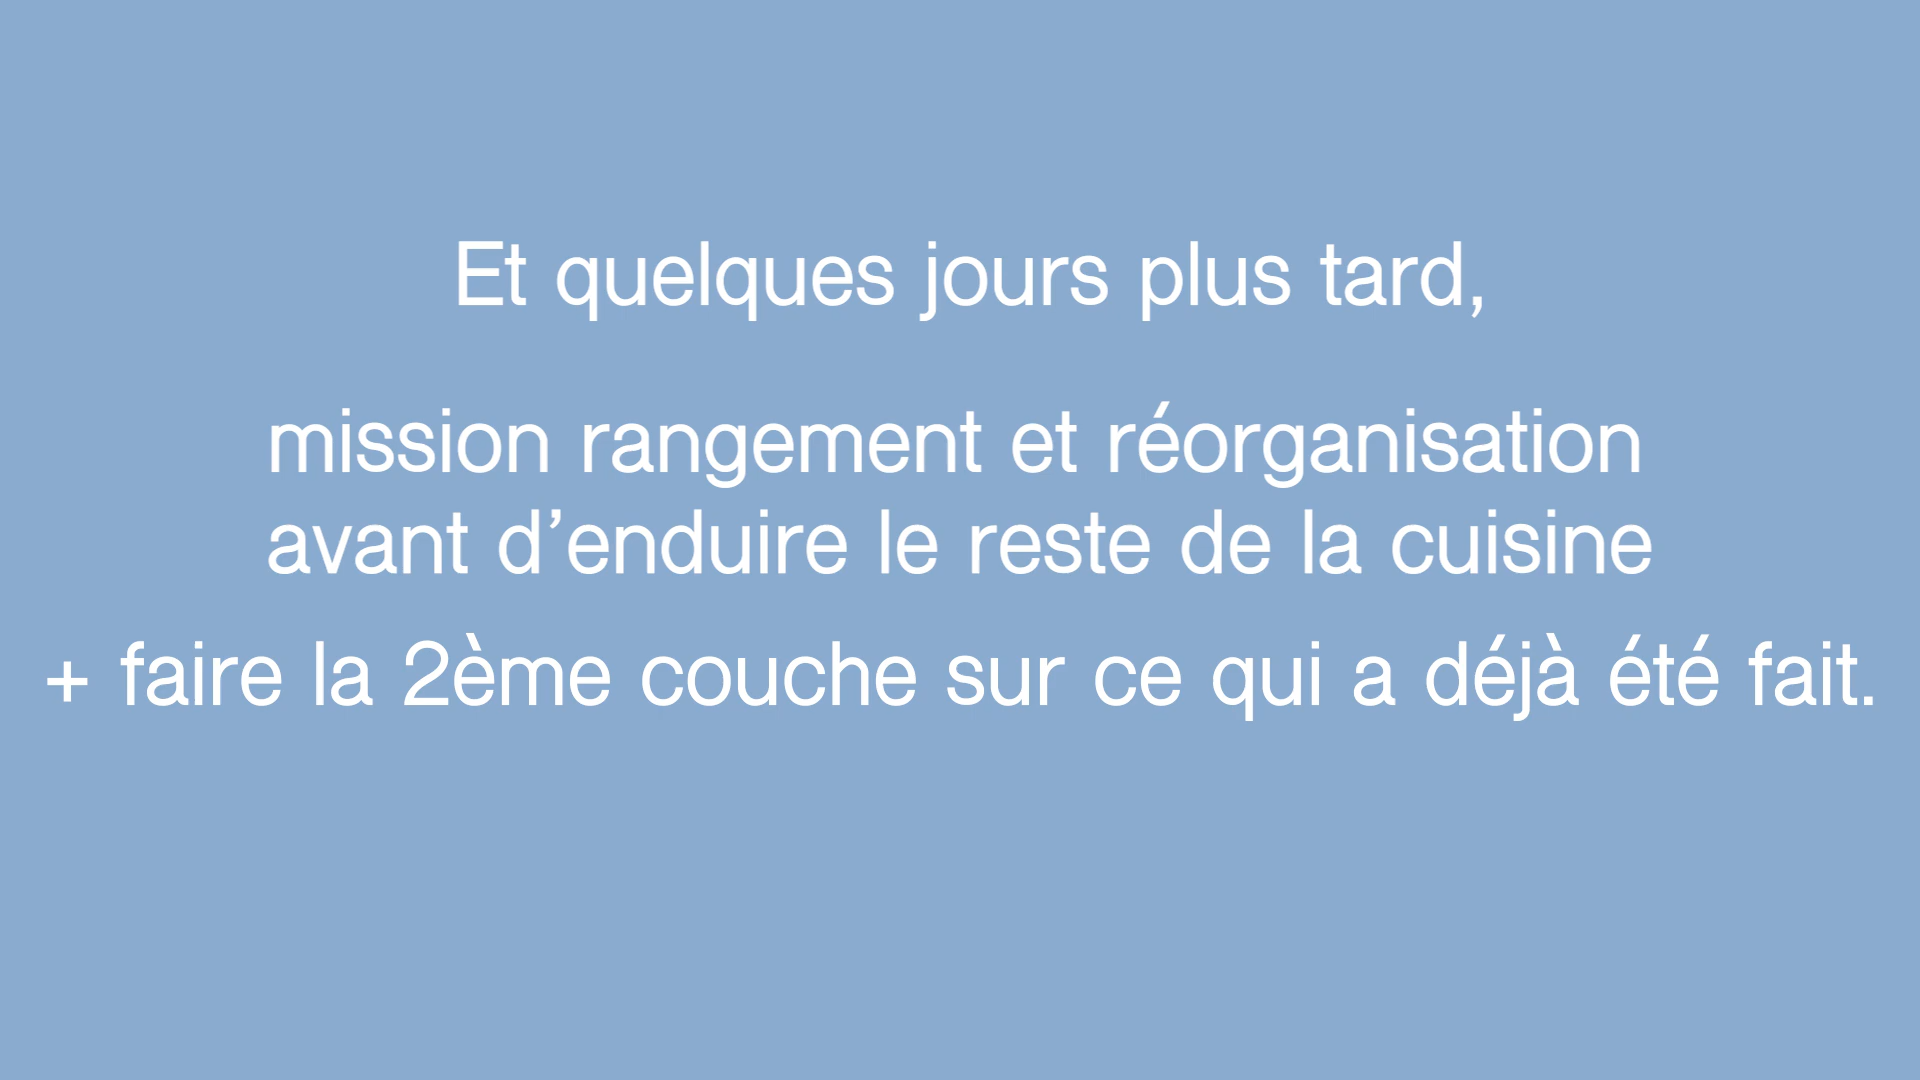 Et quelques jours plus tard,
mission rangement et réorganisation
avant d’enduire le reste de la cuisine
+ faire la 2ème couche sur ce qui a déjà été fait.